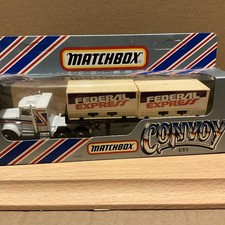 MATCHBOX
FEDERAL
EXPRESS
FEDERAL
EXPRESS
MATCHBOX
CONVOY